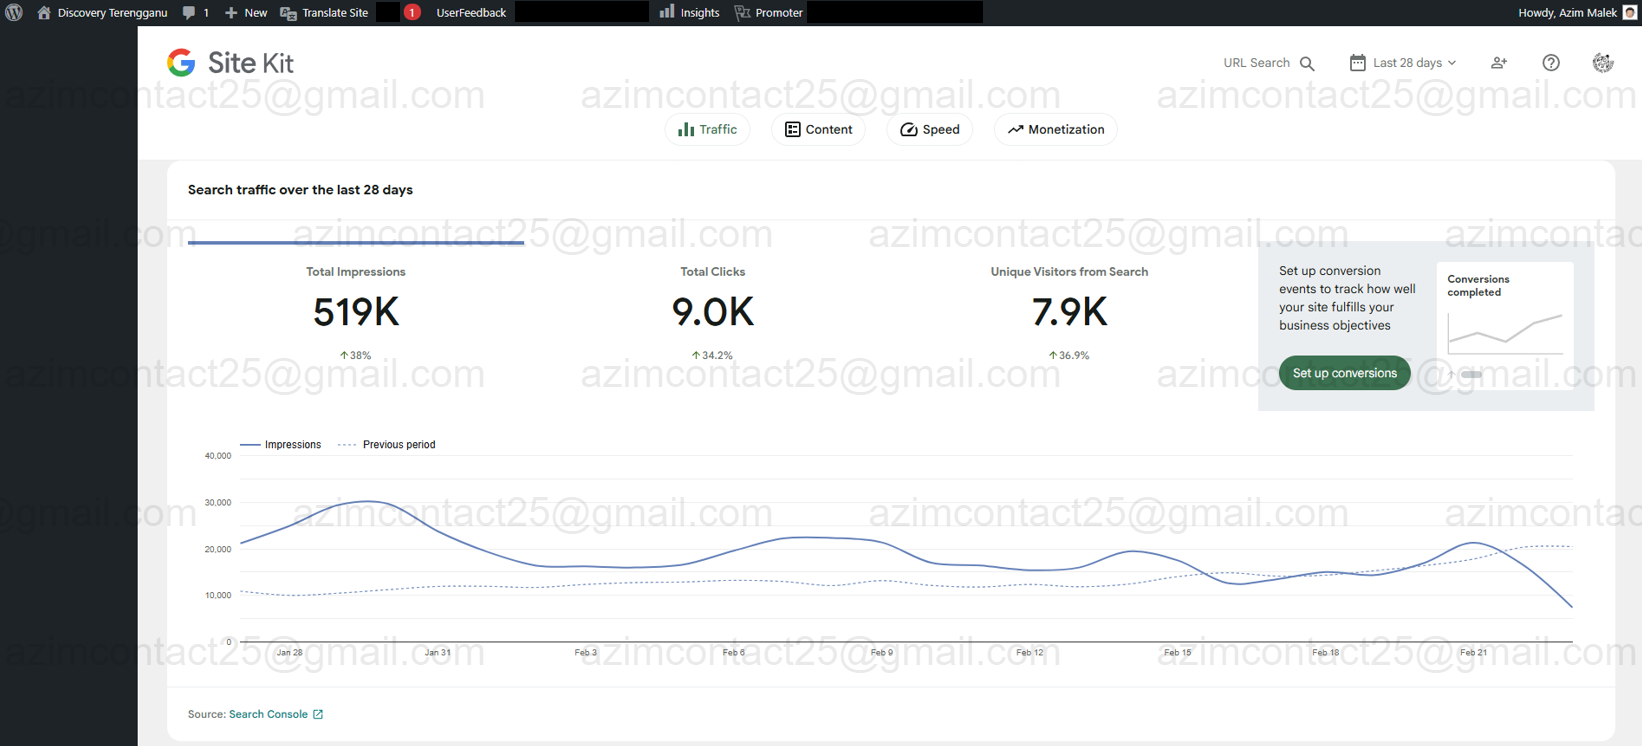 Discovery Terengganu 1 New Translate Site 1 UserFeedback Insights Promoter Howdy, Azim Malek
Site Kit
URL Search Last 28 days
azimcontact25@gmail.com azimcontact25@gmail.com azimcontact25@gmail.com
Traffic Content Speed Monetization
Search traffic over the last 28 days
@gmail.com azimcontact25@gmail.com azimcontact25@gmail.com azimconta
Total Impressions
519K
38%
Total Clicks
9.0K
34.2%
Unique Visitors from Search
7.9K
36.9%
Set up conversion
events to track how well
your site fulfills your
business objectives
Set up conversions
Conversions
completed
azimcontact25@gmail.com azimcontact25@gmail.com azimcontact25@gmail.com
Impressions Previous period
40,000
30,000
20,000
10,000
0
@gmail.com azimcontact25@gmail.com azimcontact25@gmail.com azimconta
Jan 28 Jan 31 Feb 3 Feb 6 Feb 9 Feb 12 Feb 15 Feb 18 Feb 21
azimcontact25@gmail.com azimcontact25@gmail.com azimcontact25@gmail.com
Source: Search Console